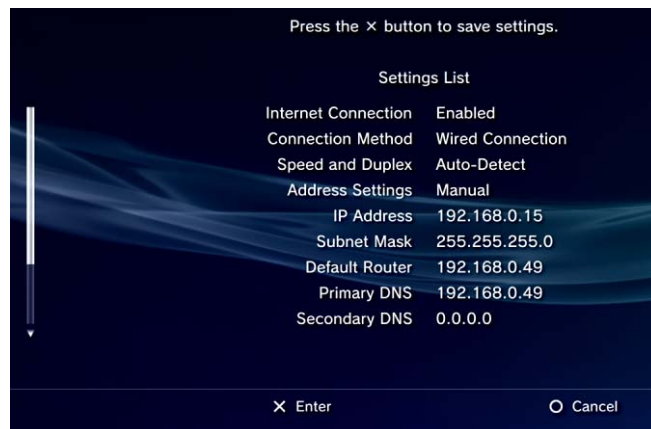 Press the × button to save settings.
Settings List
Internet Connection Enabled
Connection Method Wired Connection
Speed and Duplex Auto-Detect
Address Settings Manual
IP Address 192.168.0.15
Subnet Mask 255.255.255.0
Default Router 192.168.0.49
Primary DNS 192.168.0.49
Secondary DNS 0.0.0.0
× Enter
O Cancel